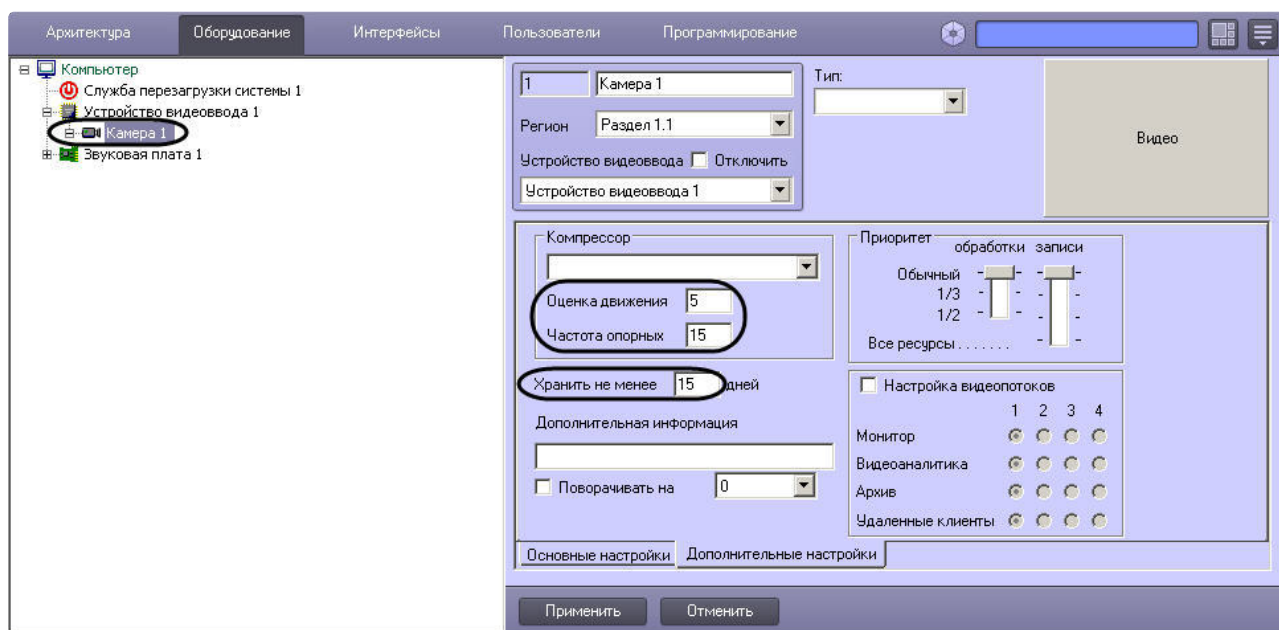 Архитектура Оборудование Интерфейсы Пользователи Программирование
Компьютер
Служба перезагрузки системы 1
Устройство видеоввода 1
Камера 1
Звуковая плата 1
1 Камера 1 Тип:
Регион Раздел 1.1
Устройство видеоввода Отключить
Устройство видеоввода 1
Видео
Компрессор
Оценка движения 5
Частота опорных 15
Хранить не менее 15 дней
Дополнительная информация
Поворачивать на 0
Приоритет обработки записи
Обычный
1/3
1/2
Все ресурсы . . . . . . .
Настройка видеопотоков
1 2 3 4
Монитор
Видеоаналитика
Архив
Удаленные клиенты
Основные настройки Дополнительные настройки
Применить Отменить